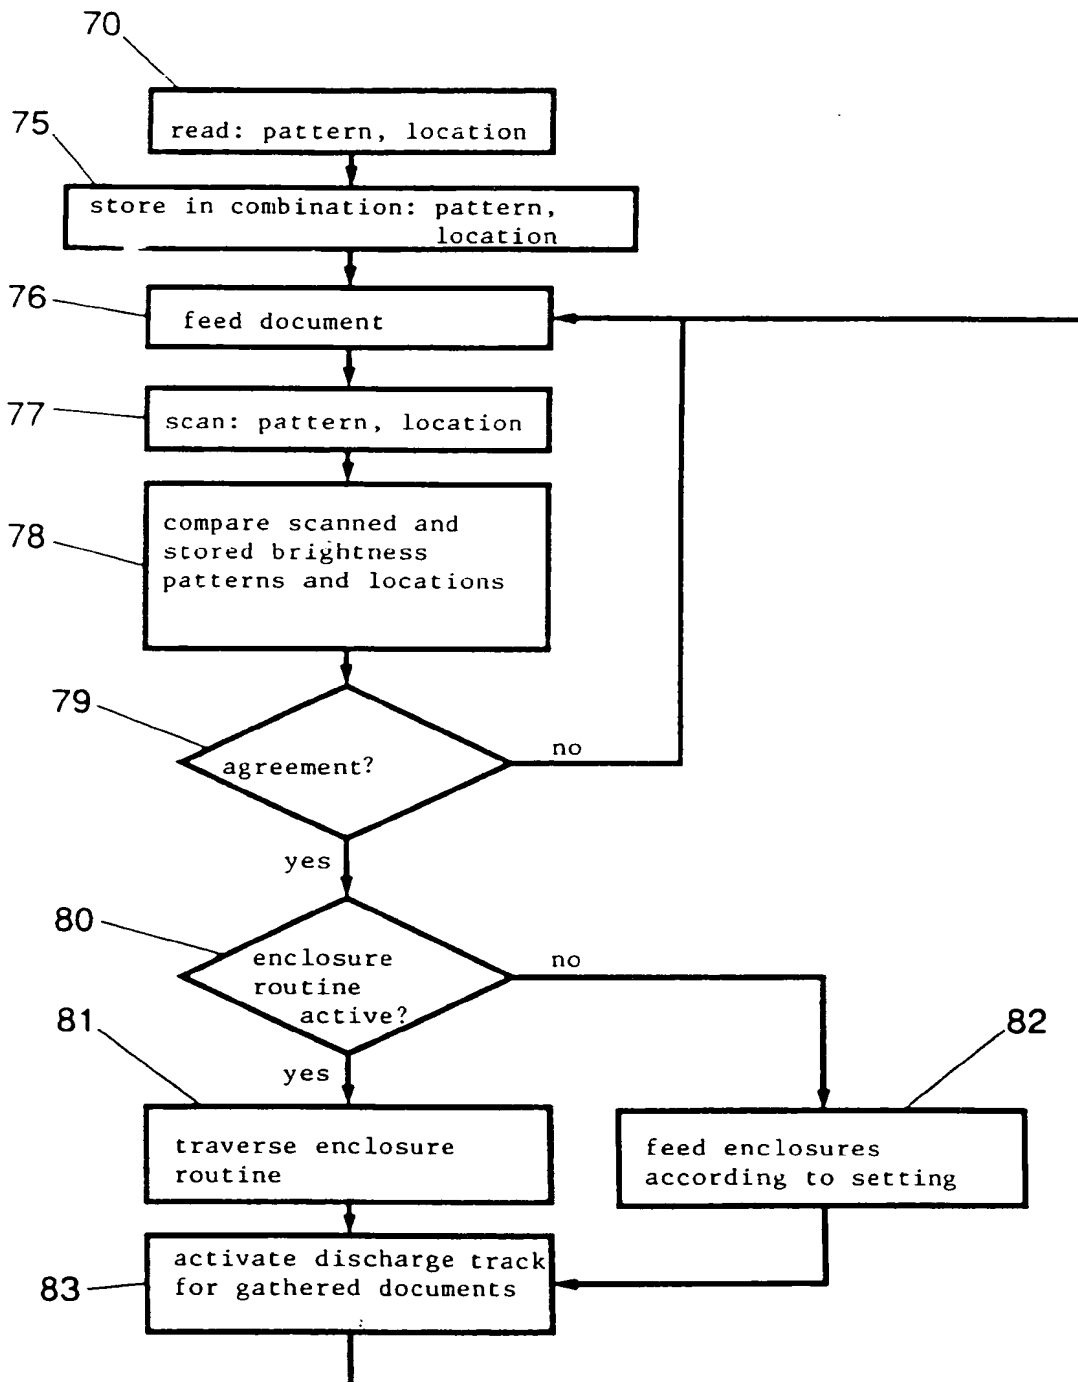 70
read: pattern, location
75
store in combination: pattern,
location
76
feed document
77
scan: pattern, location
78
compare scanned and
stored brightness
patterns and locations
79
agreement?
no
yes
80
enclosure
routine
active?
no
yes
81
traverse enclosure
routine
82
feed enclosures
according to setting
83
activate discharge track
for gathered documents